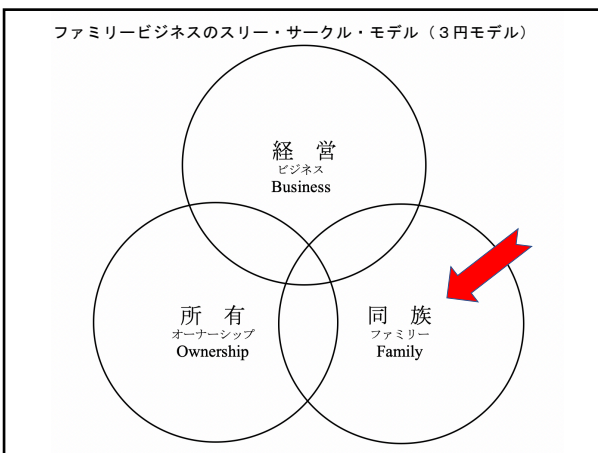 ファミリービジネスのスリー・サークル・モデル（３円モデル）
経　営
ビジネス
Business
所　有
オーナーシップ
Ownership
同　族
ファミリー
Family